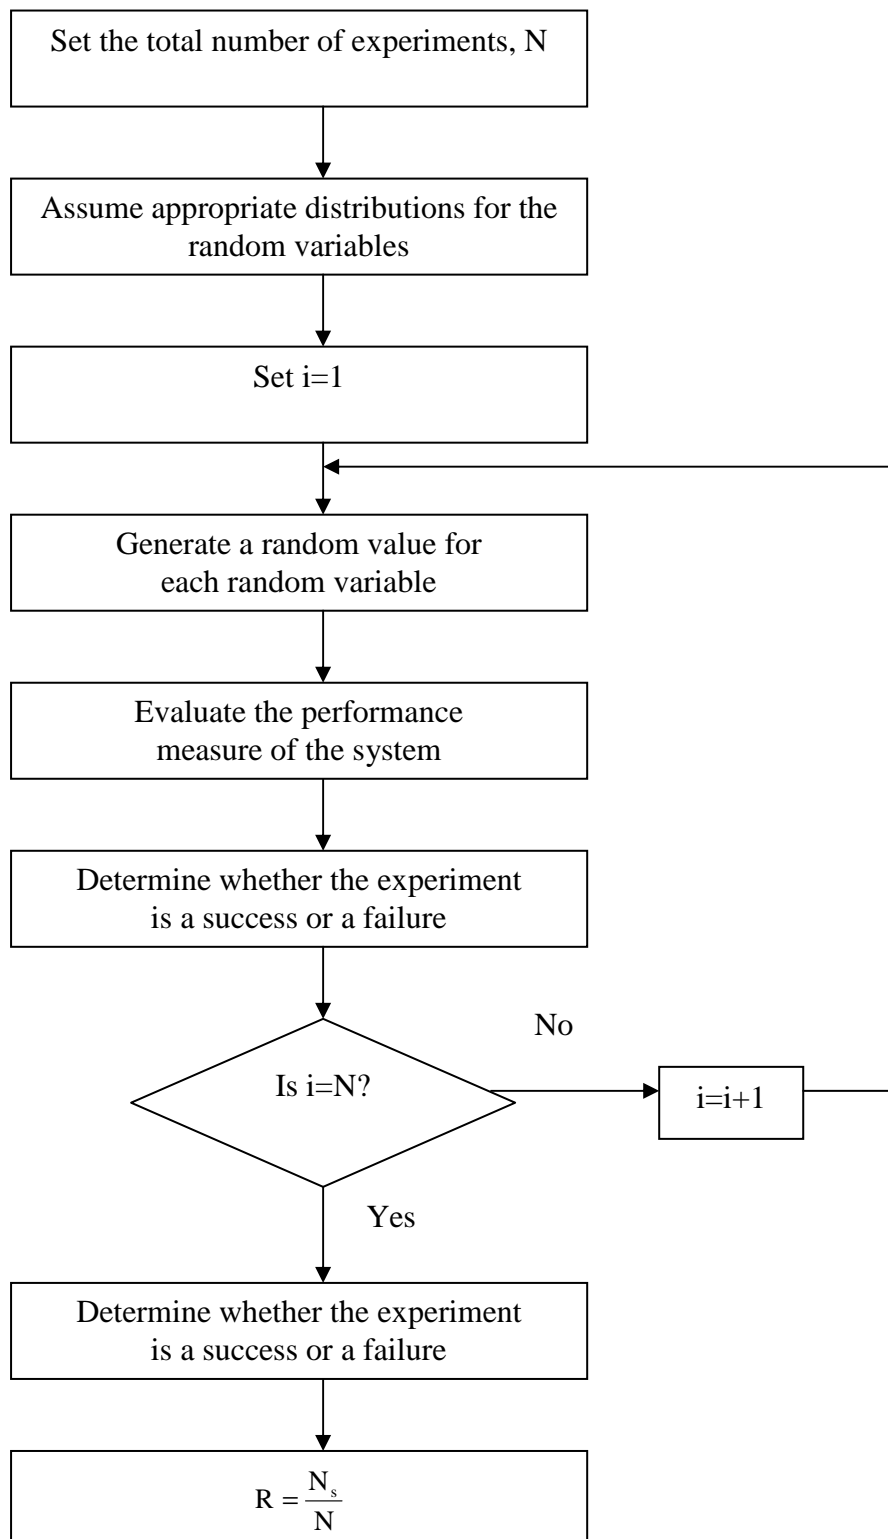 Set the total number of experiments, N
Assume appropriate distributions for the
random variables
Set i=1
Generate a random value for
each random variable
Evaluate the performance
measure of the system
Determine whether the experiment
is a success or a failure
No
Is i=N?
i=i+1
Yes
Determine whether the experiment
is a success or a failure
R = N_s / N